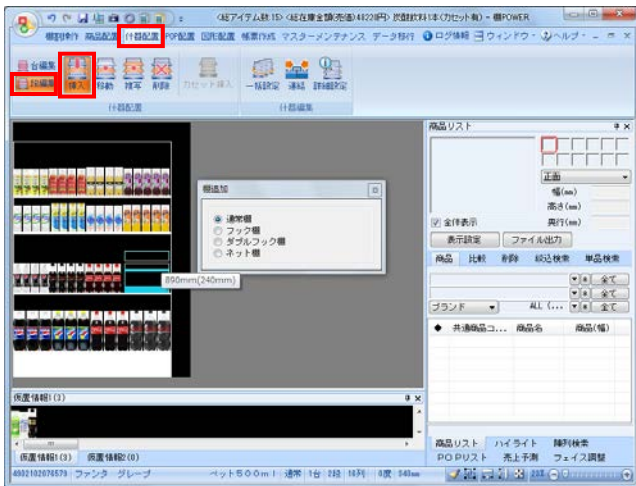 <総アイテム数:15> <総在庫金額(売価)48228円> 炭酸飲料1本(カセット有) - 棚POWER
棚割操作 商品配置 什器配置 POP配置 図形配置 帳票作成 マスターメンテナンス データ移行 ログ情報 ウィンドウ ヘルプ
台編集
段編集
挿入 移動 複写 削除 カセット挿入 一括設定 連結 詳細設定
什器配置 什器編集
商品リスト
棚追加
通常棚
フック棚
ダブルフック棚
ネット棚
890mm(240mm)
正面
幅(mm)
高さ(mm)
奥行(mm)
全体表示
表示設定 ファイル出力
商品 比較 削除 絞込検索 単品検索
全て
全て
ブランド ALL (... 全て
◆ 共通商品コ... 商品名 商品(幅)
仮置情報1(3)
仮置情報1(3) 仮置情報2(0)
商品リスト ハイライト 陳列検索
POPリスト 売上予測 フェイス調整
4902102076579 ファンタ グレープ ペット500ml 通常 1台 2段 18列 0度